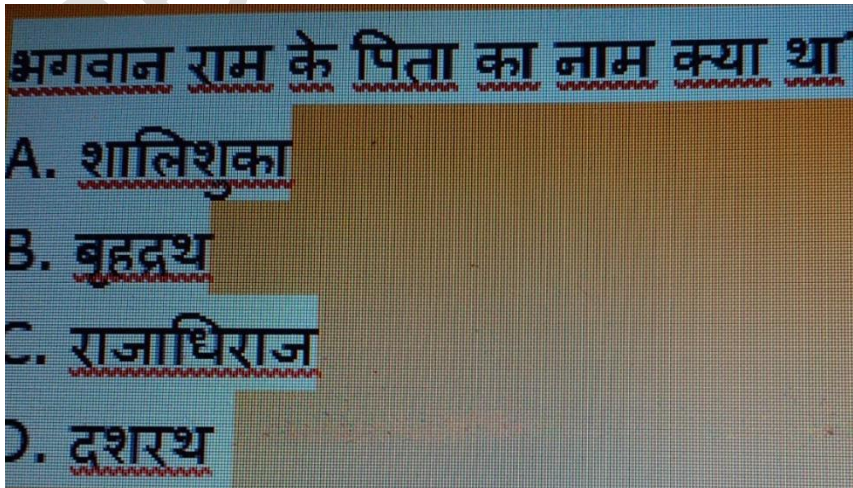 भगवान राम के पिता का नाम क्या था
A. शालिशुका
B. बृहद्रथ
C. राजाधिराज
D. दशरथ